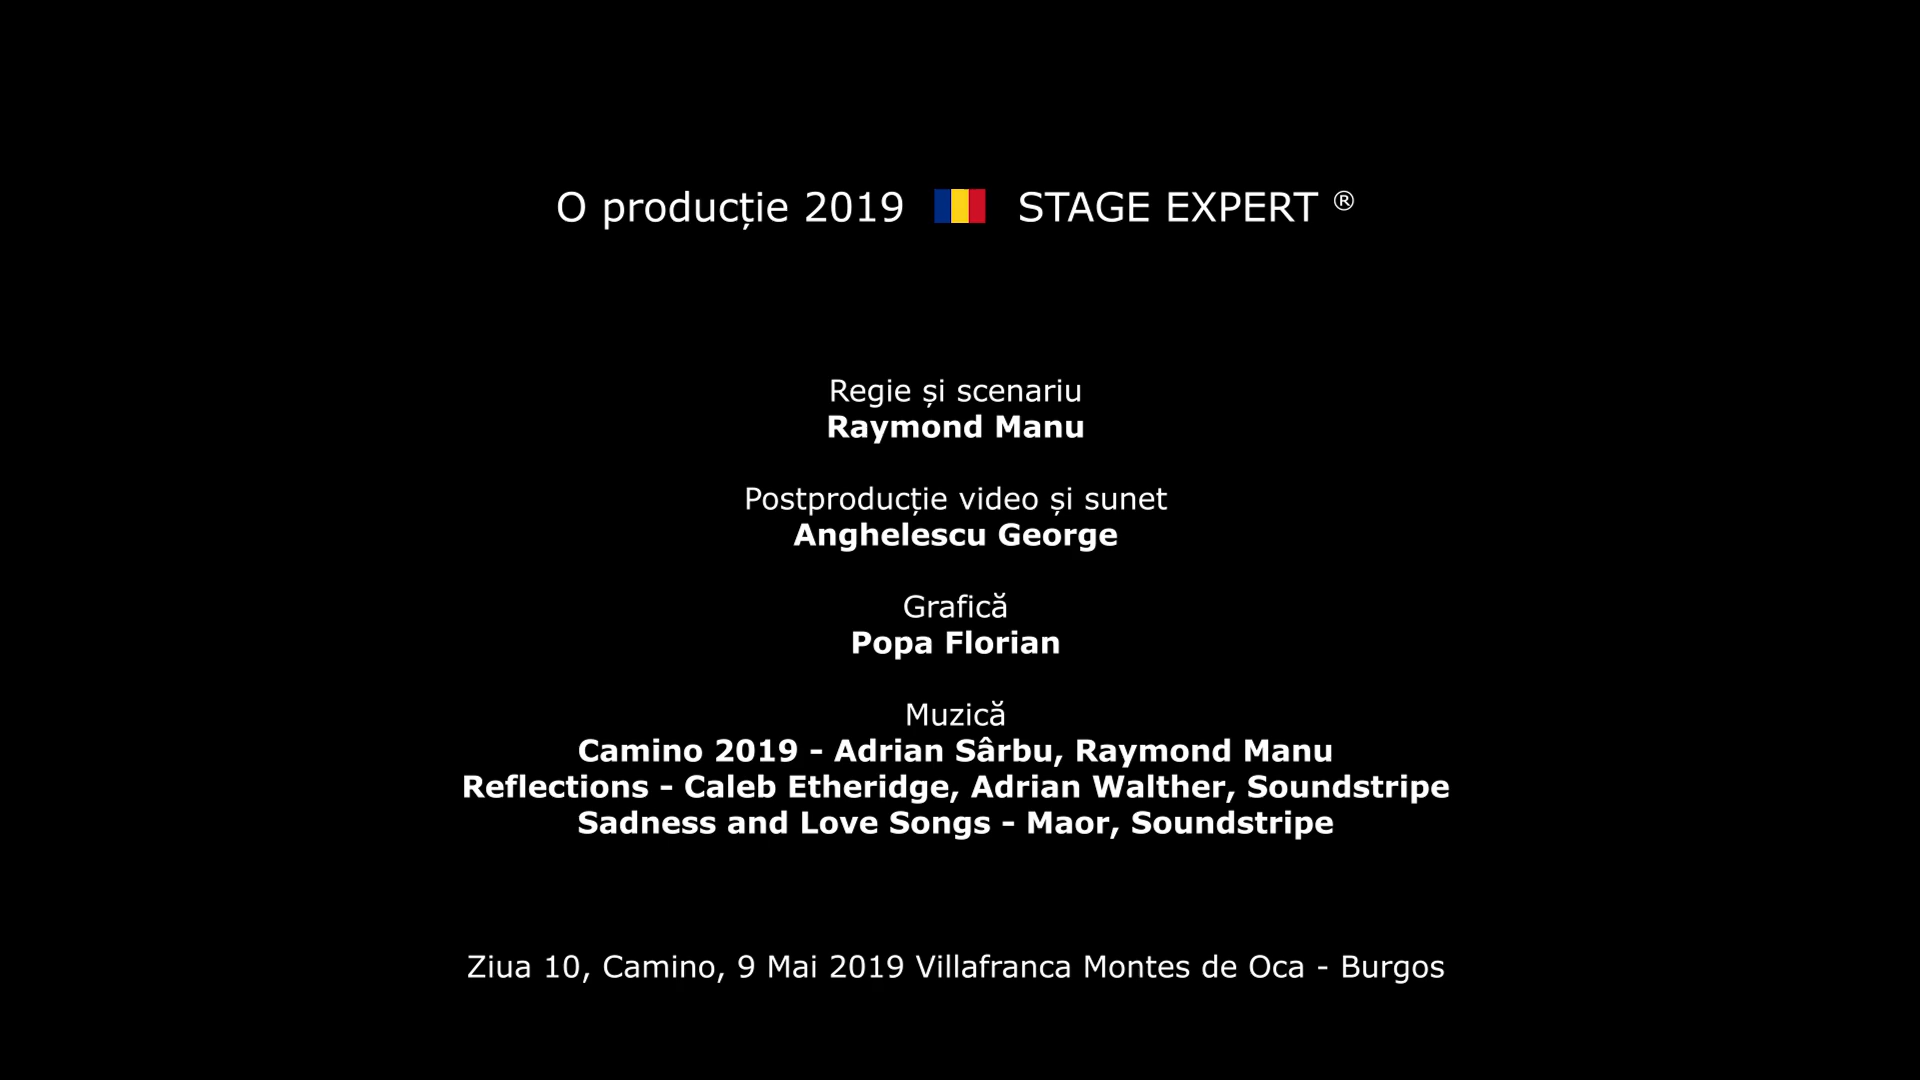 O producție 2019 STAGE EXPERT ®
Regie și scenariu
Raymond Manu
Postproducție video și sunet
Anghelescu George
Grafică
Popa Florian
Muzică
Camino 2019 - Adrian Sârbu, Raymond Manu
Reflections - Caleb Etheridge, Adrian Walther, Soundstripe
Sadness and Love Songs - Maor, Soundstripe
Ziua 10, Camino, 9 Mai 2019 Villafranca Montes de Oca - Burgos